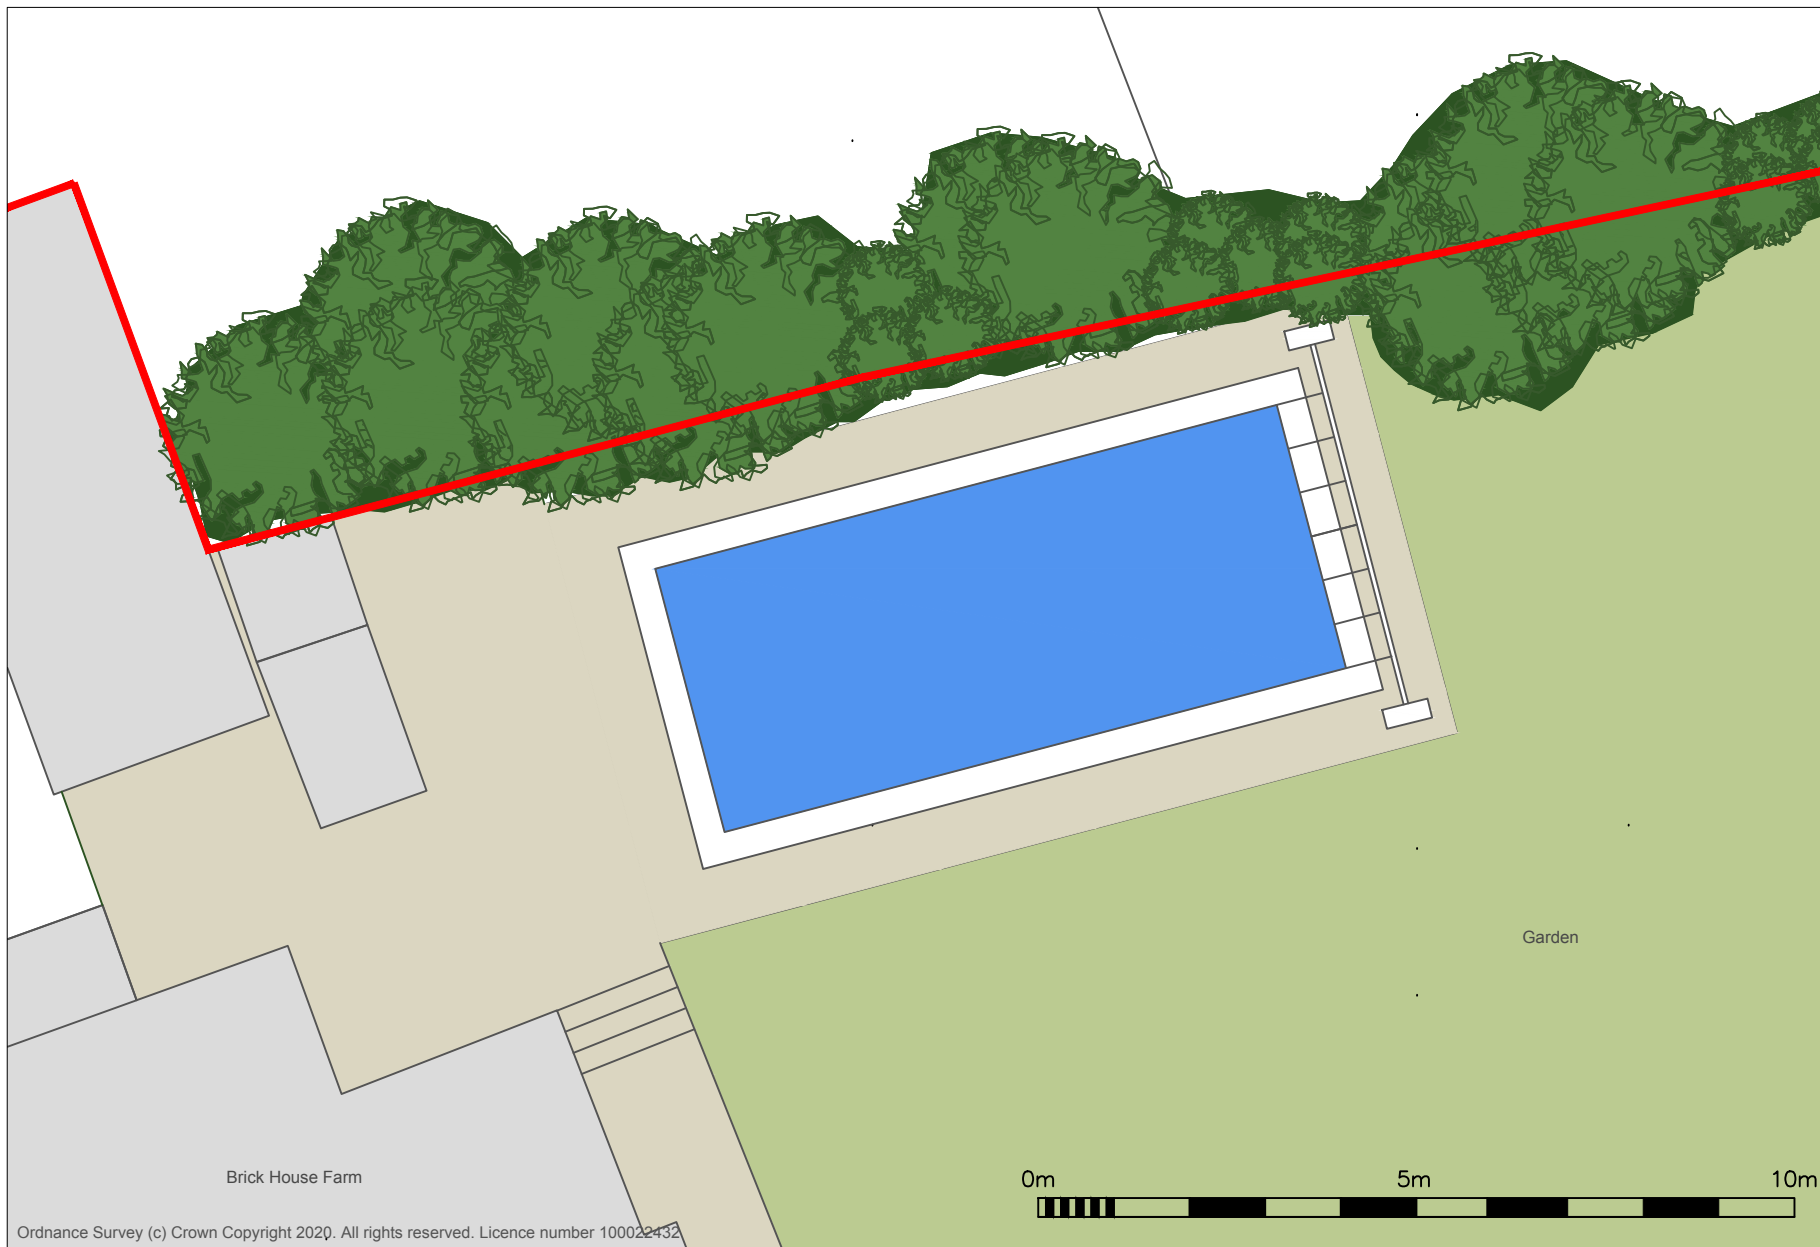 Garden
Brick House Farm
0m 5m 10m
Ordnance Survey (c) Crown Copyright 2020. All rights reserved. Licence number 100022432